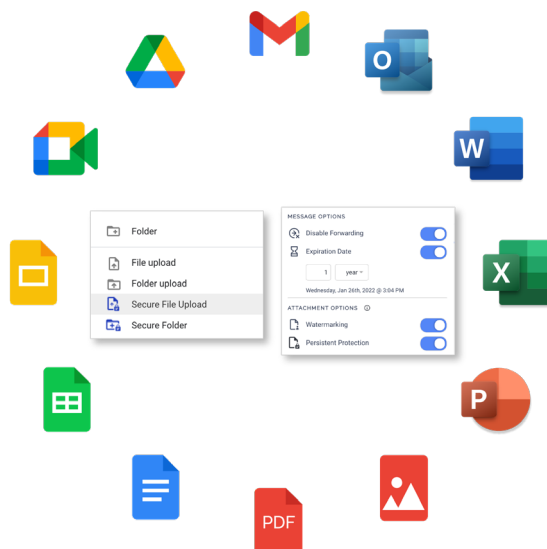 O
W
Folder
File upload
Folder upload
Secure File Upload
Secure Folder
MESSAGE OPTIONS
Disable Forwarding
Expiration Date
1 year
Wednesday, Jan 26th, 2022 @ 3:04 PM
ATTACHMENT OPTIONS
Watermarking
Persistent Protection
X
P
PDF